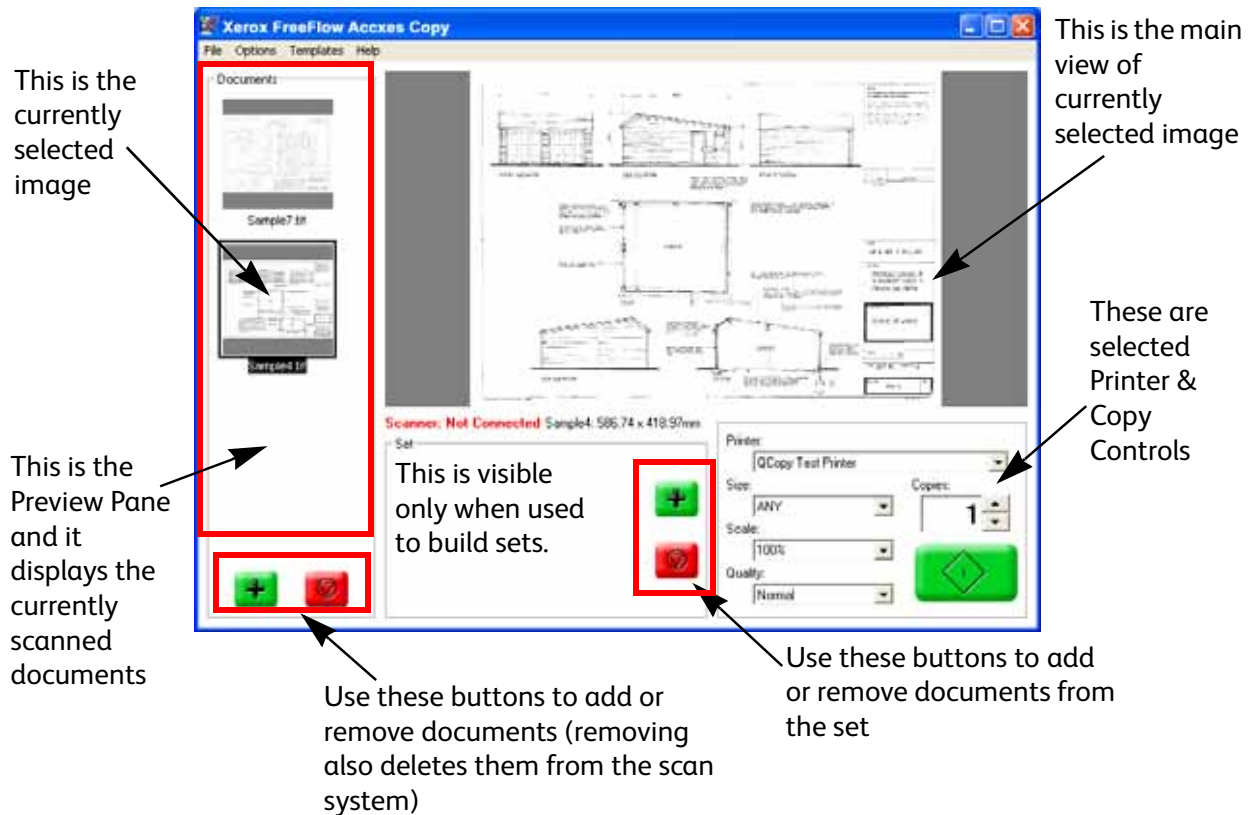 Xerox FreeFlow Accxes Copy
File Options Templates Help
This is the
currently
selected
image
This is the main
view of
currently
selected image
Documents
Sample7.tif
Sample4.tif
These are
selected
Printer &
Copy
Controls
This is the
Preview Pane
and it
displays the
currently
scanned
documents
Scanner: Not Connected Sample4: 586.74 x 418.97mm
Set
This is visible
only when used
to build sets.
Printer:
QCopy Test Printer
Size:
ANY
Copies:
1
Scale:
100%
Quality:
Normal
Use these buttons to add or
remove documents (removing
also deletes them from the scan
system)
Use these buttons to add
or remove documents from
the set